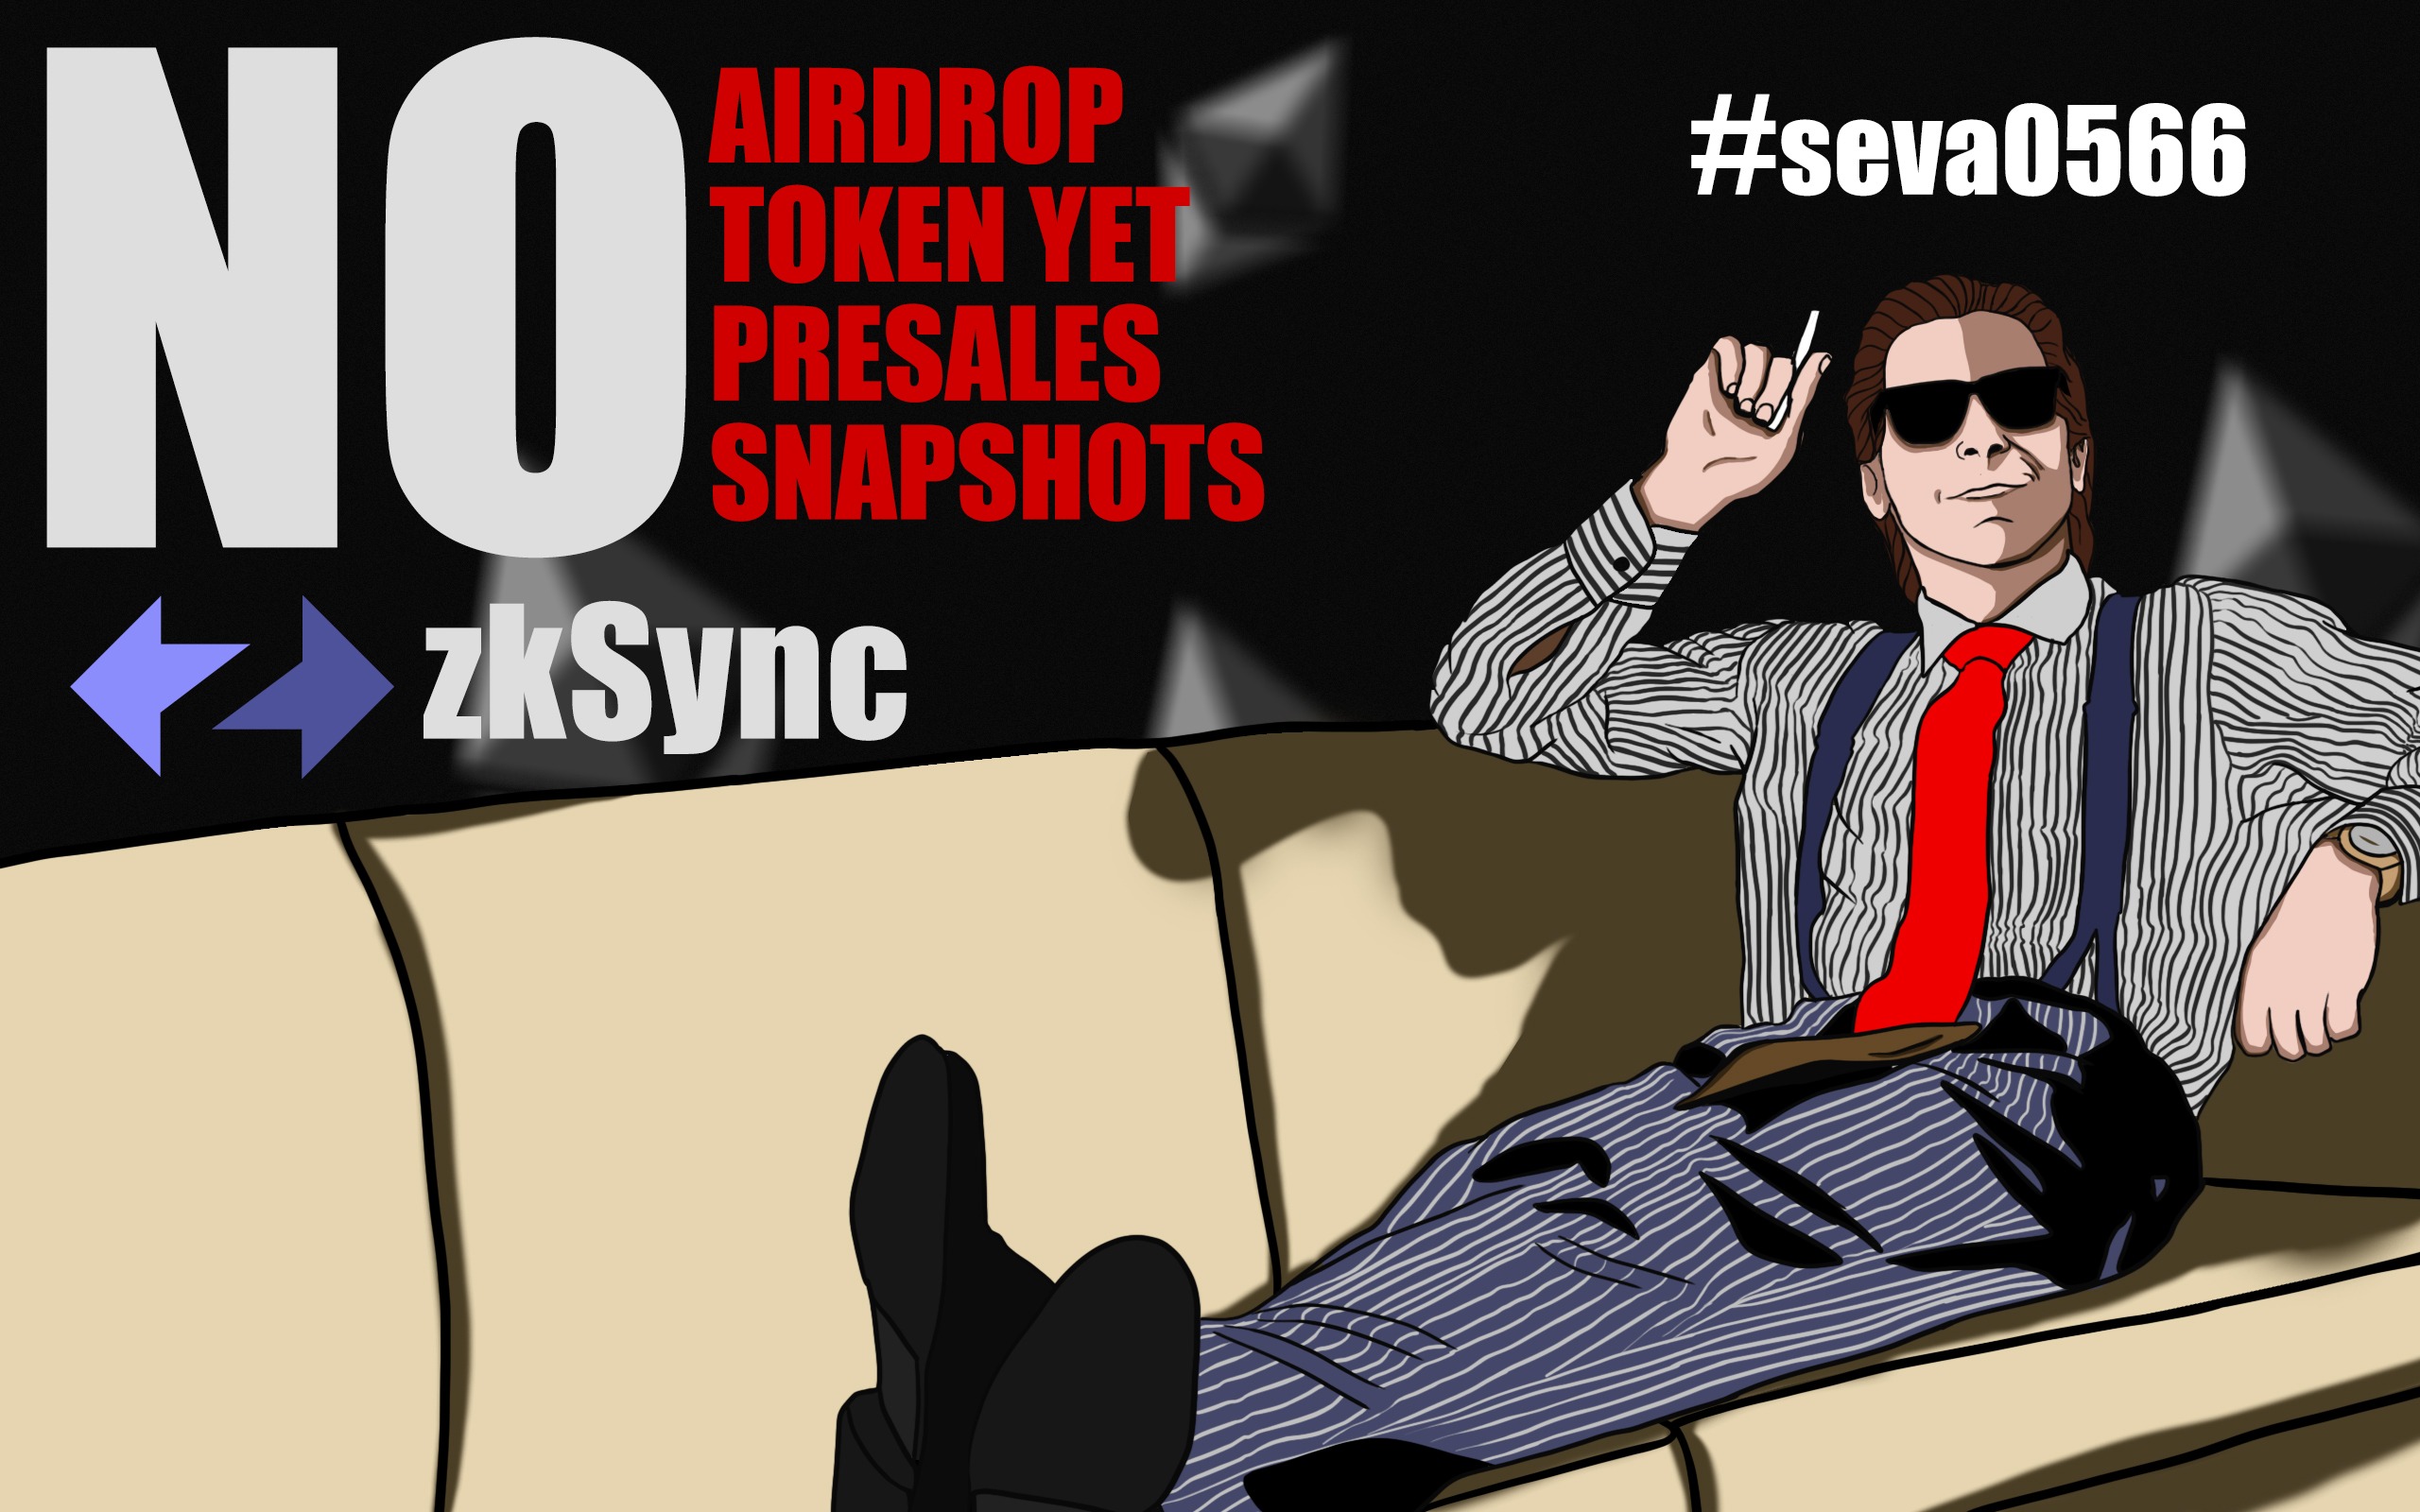 NO
AIRDROP
TOKEN YET
PRESALES
SNAPSHOTS
zkSync
#seva0566